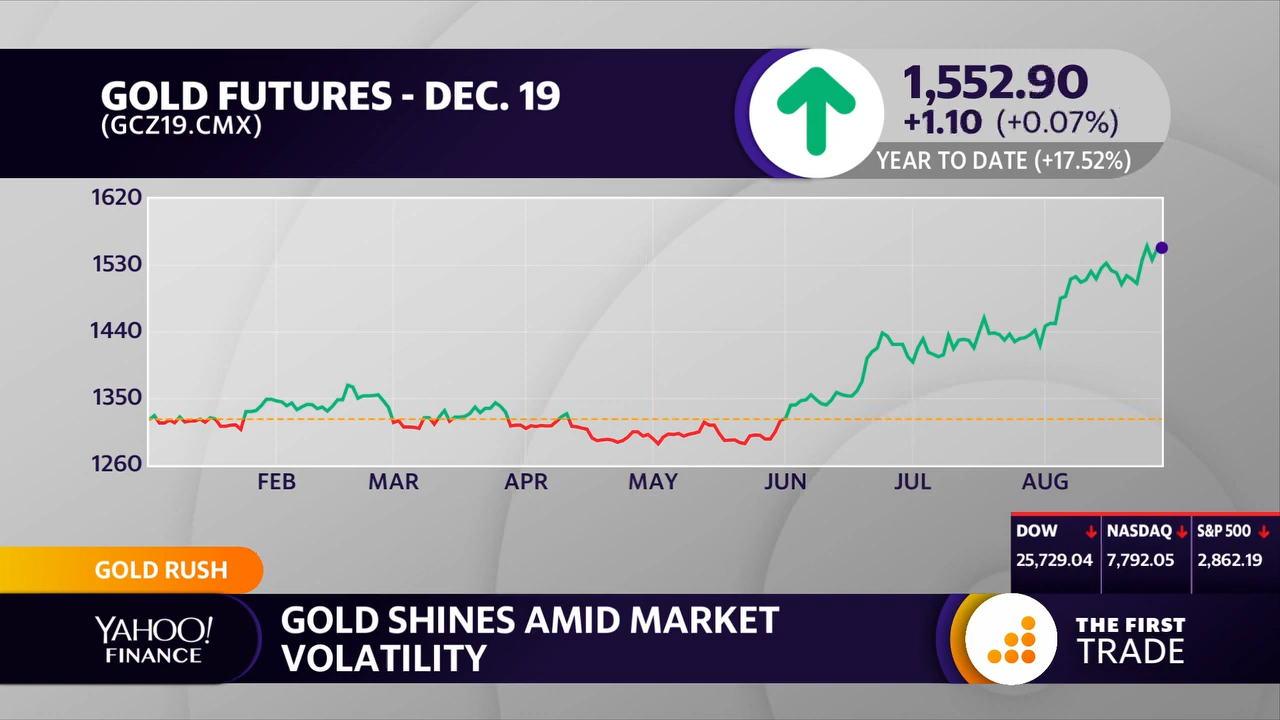 GOLD FUTURES - DEC. 19
(GCZ19.CMX)
1,552.90
+1.10 (+0.07%)
YEAR TO DATE (+17.52%)
1620
1530
1440
1350
1260
FEB MAR APR MAY JUN JUL AUG
DOW NASDAQ S&P 500
25,729.04 7,792.05 2,862.19
GOLD RUSH
YAHOO!
FINANCE
GOLD SHINES AMID MARKET
VOLATILITY
THE FIRST
TRADE